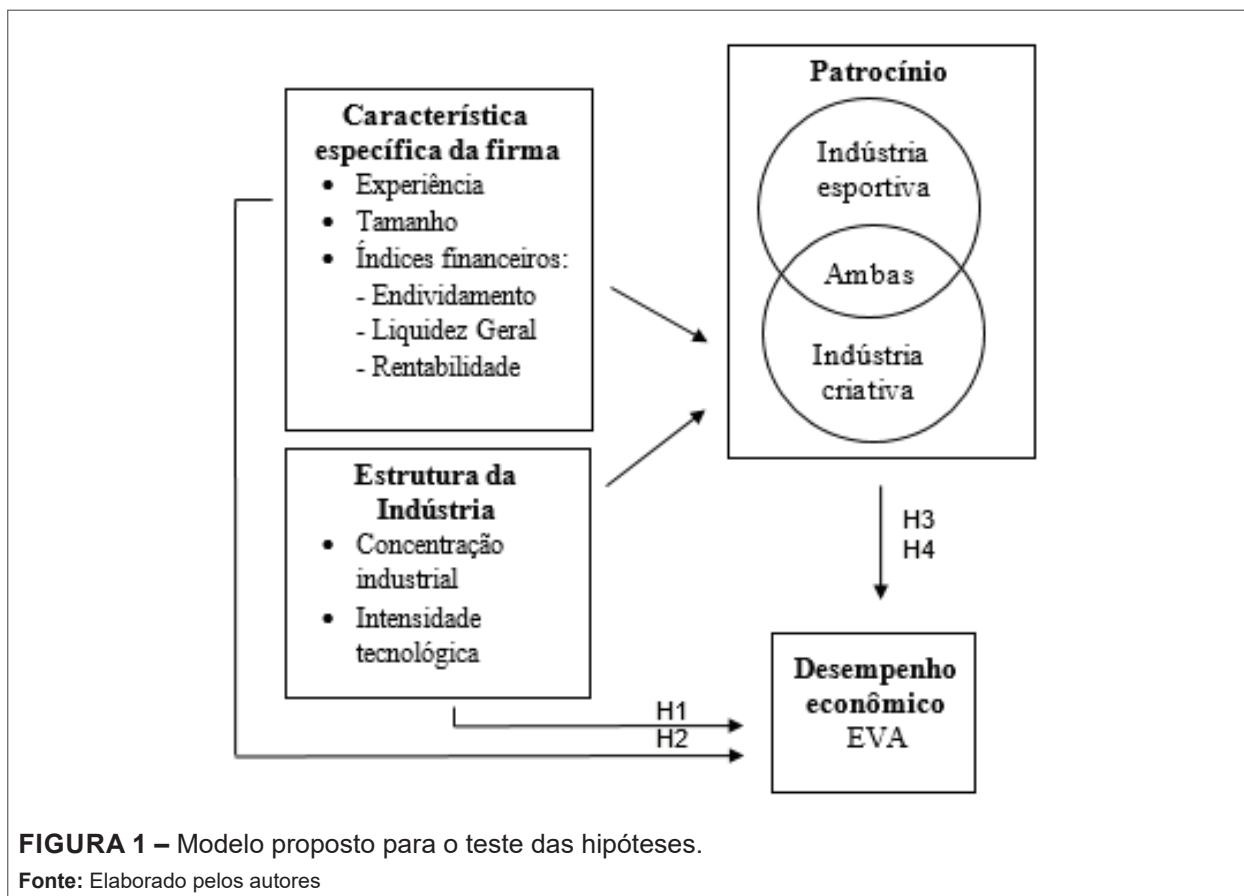 Característica
específica da firma
• Experiência
• Tamanho
• Índices financeiros:
- Endividamento
- Liquidez Geral
- Rentabilidade
Estrutura da
Indústria
• Concentração
industrial
• Intensidade
tecnológica
Patrocínio
Indústria
esportiva
Ambas
Indústria
criativa
H3
H4
H1
H2
Desempenho
econômico
EVA
FIGURA 1 – Modelo proposto para o teste das hipóteses.
Fonte: Elaborado pelos autores